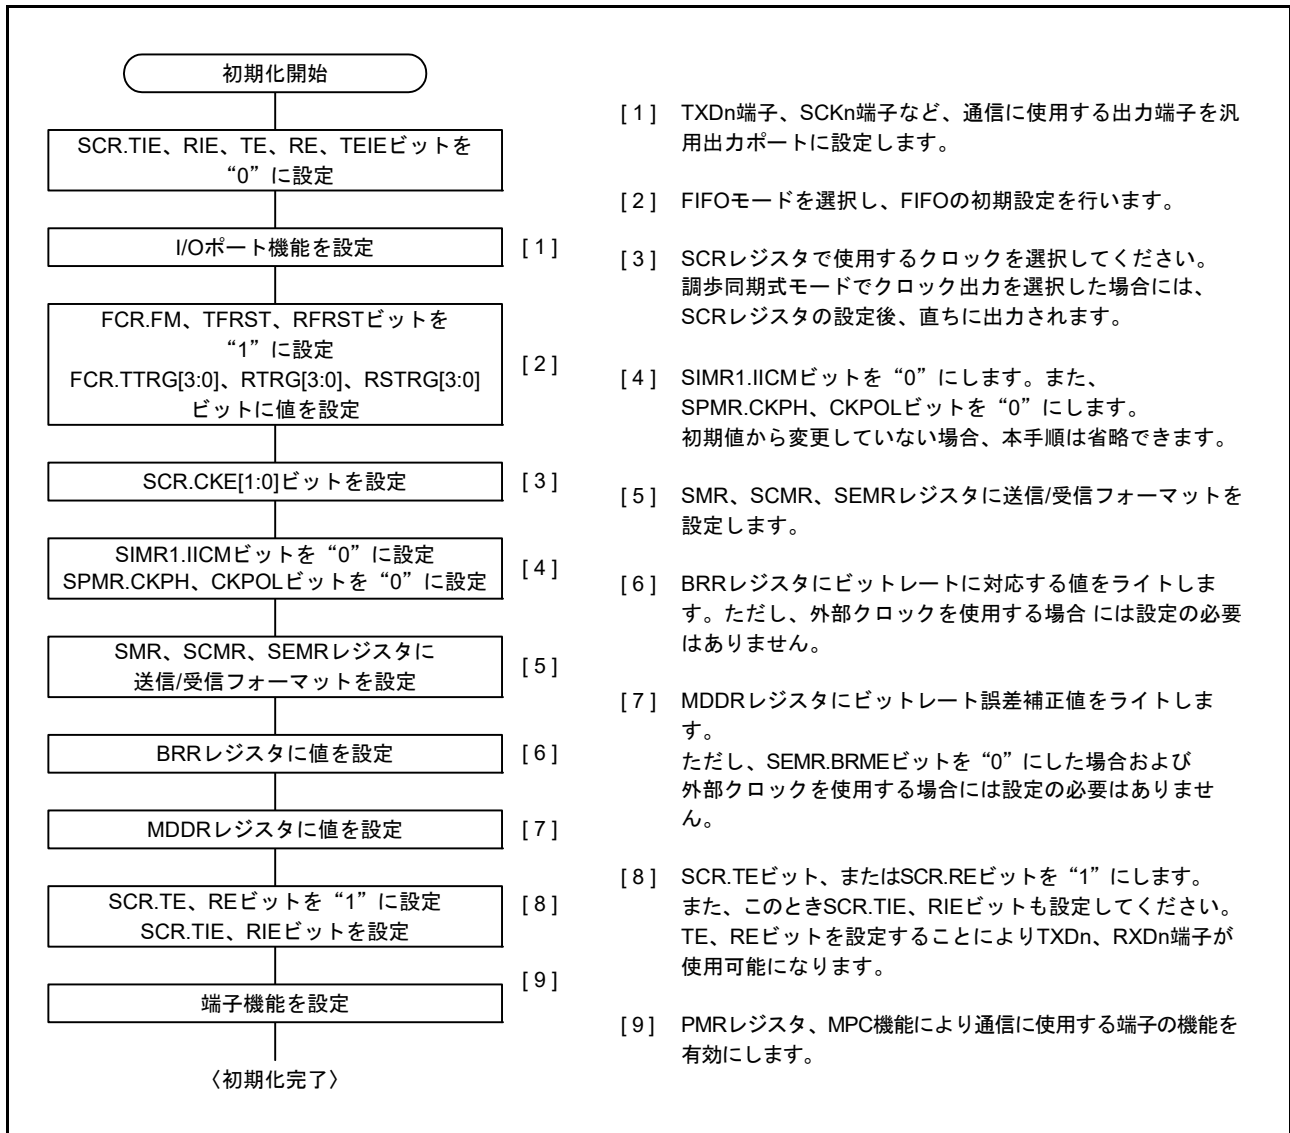 初期化開始
SCR.TIE、RIE、TE、RE、TEIEビットを
“0”に設定
I/Oポート機能を設定
[ 1 ]
FCR.FM、TFRST、RFRSTビットを
“1”に設定
FCR.TTRG[3:0]、RTRG[3:0]、RSTRG[3:0]
ビットに値を設定
[ 2 ]
SCR.CKE[1:0]ビットを設定
[ 3 ]
SIMR1.IICMビットを“0”に設定
SPMR.CKPH、CKPOLビットを“0”に設定
[ 4 ]
SMR、SCMR、SEMRレジスタに
送信/受信フォーマットを設定
[ 5 ]
BRRレジスタに値を設定
[ 6 ]
MDDRレジスタに値を設定
[ 7 ]
SCR.TE、REビットを“1”に設定
SCR.TIE、RIEビットを設定
[ 8 ]
[ 9 ]
端子機能を設定
〈初期化完了〉
[ 1 ] TXDn端子、SCKn端子など、通信に使用する出力端子を汎
用出力ポートに設定します。
[ 2 ] FIFOモードを選択し、FIFOの初期設定を行います。
[ 3 ] SCRレジスタで使用するクロックを選択してください。
調歩同期式モードでクロック出力を選択した場合には、
SCRレジスタの設定後、直ちに出力されます。
[ 4 ] SIMR1.IICMビットを“0”にします。また、
SPMR.CKPH、CKPOLビットを“0”にします。
初期値から変更していない場合、本手順は省略できます。
[ 5 ] SMR、SCMR、SEMRレジスタに送信/受信フォーマットを
設定します。
[ 6 ] BRRレジスタにビットレートに対応する値をライトしま
す。ただし、外部クロックを使用する場合 には設定の必要
はありません。
[ 7 ] MDDRレジスタにビットレート誤差補正値をライトしま
す。
ただし、SEMR.BRMEビットを“0”にした場合および
外部クロックを使用する場合には設定の必要はありませ
ん。
[ 8 ] SCR.TEビット、またはSCR.REビットを“1”にします。
また、このときSCR.TIE、RIEビットも設定してください。
TE、REビットを設定することによりTXDn、RXDn端子が
使用可能になります。
[ 9 ] PMRレジスタ、MPC機能により通信に使用する端子の機能を
有効にします。